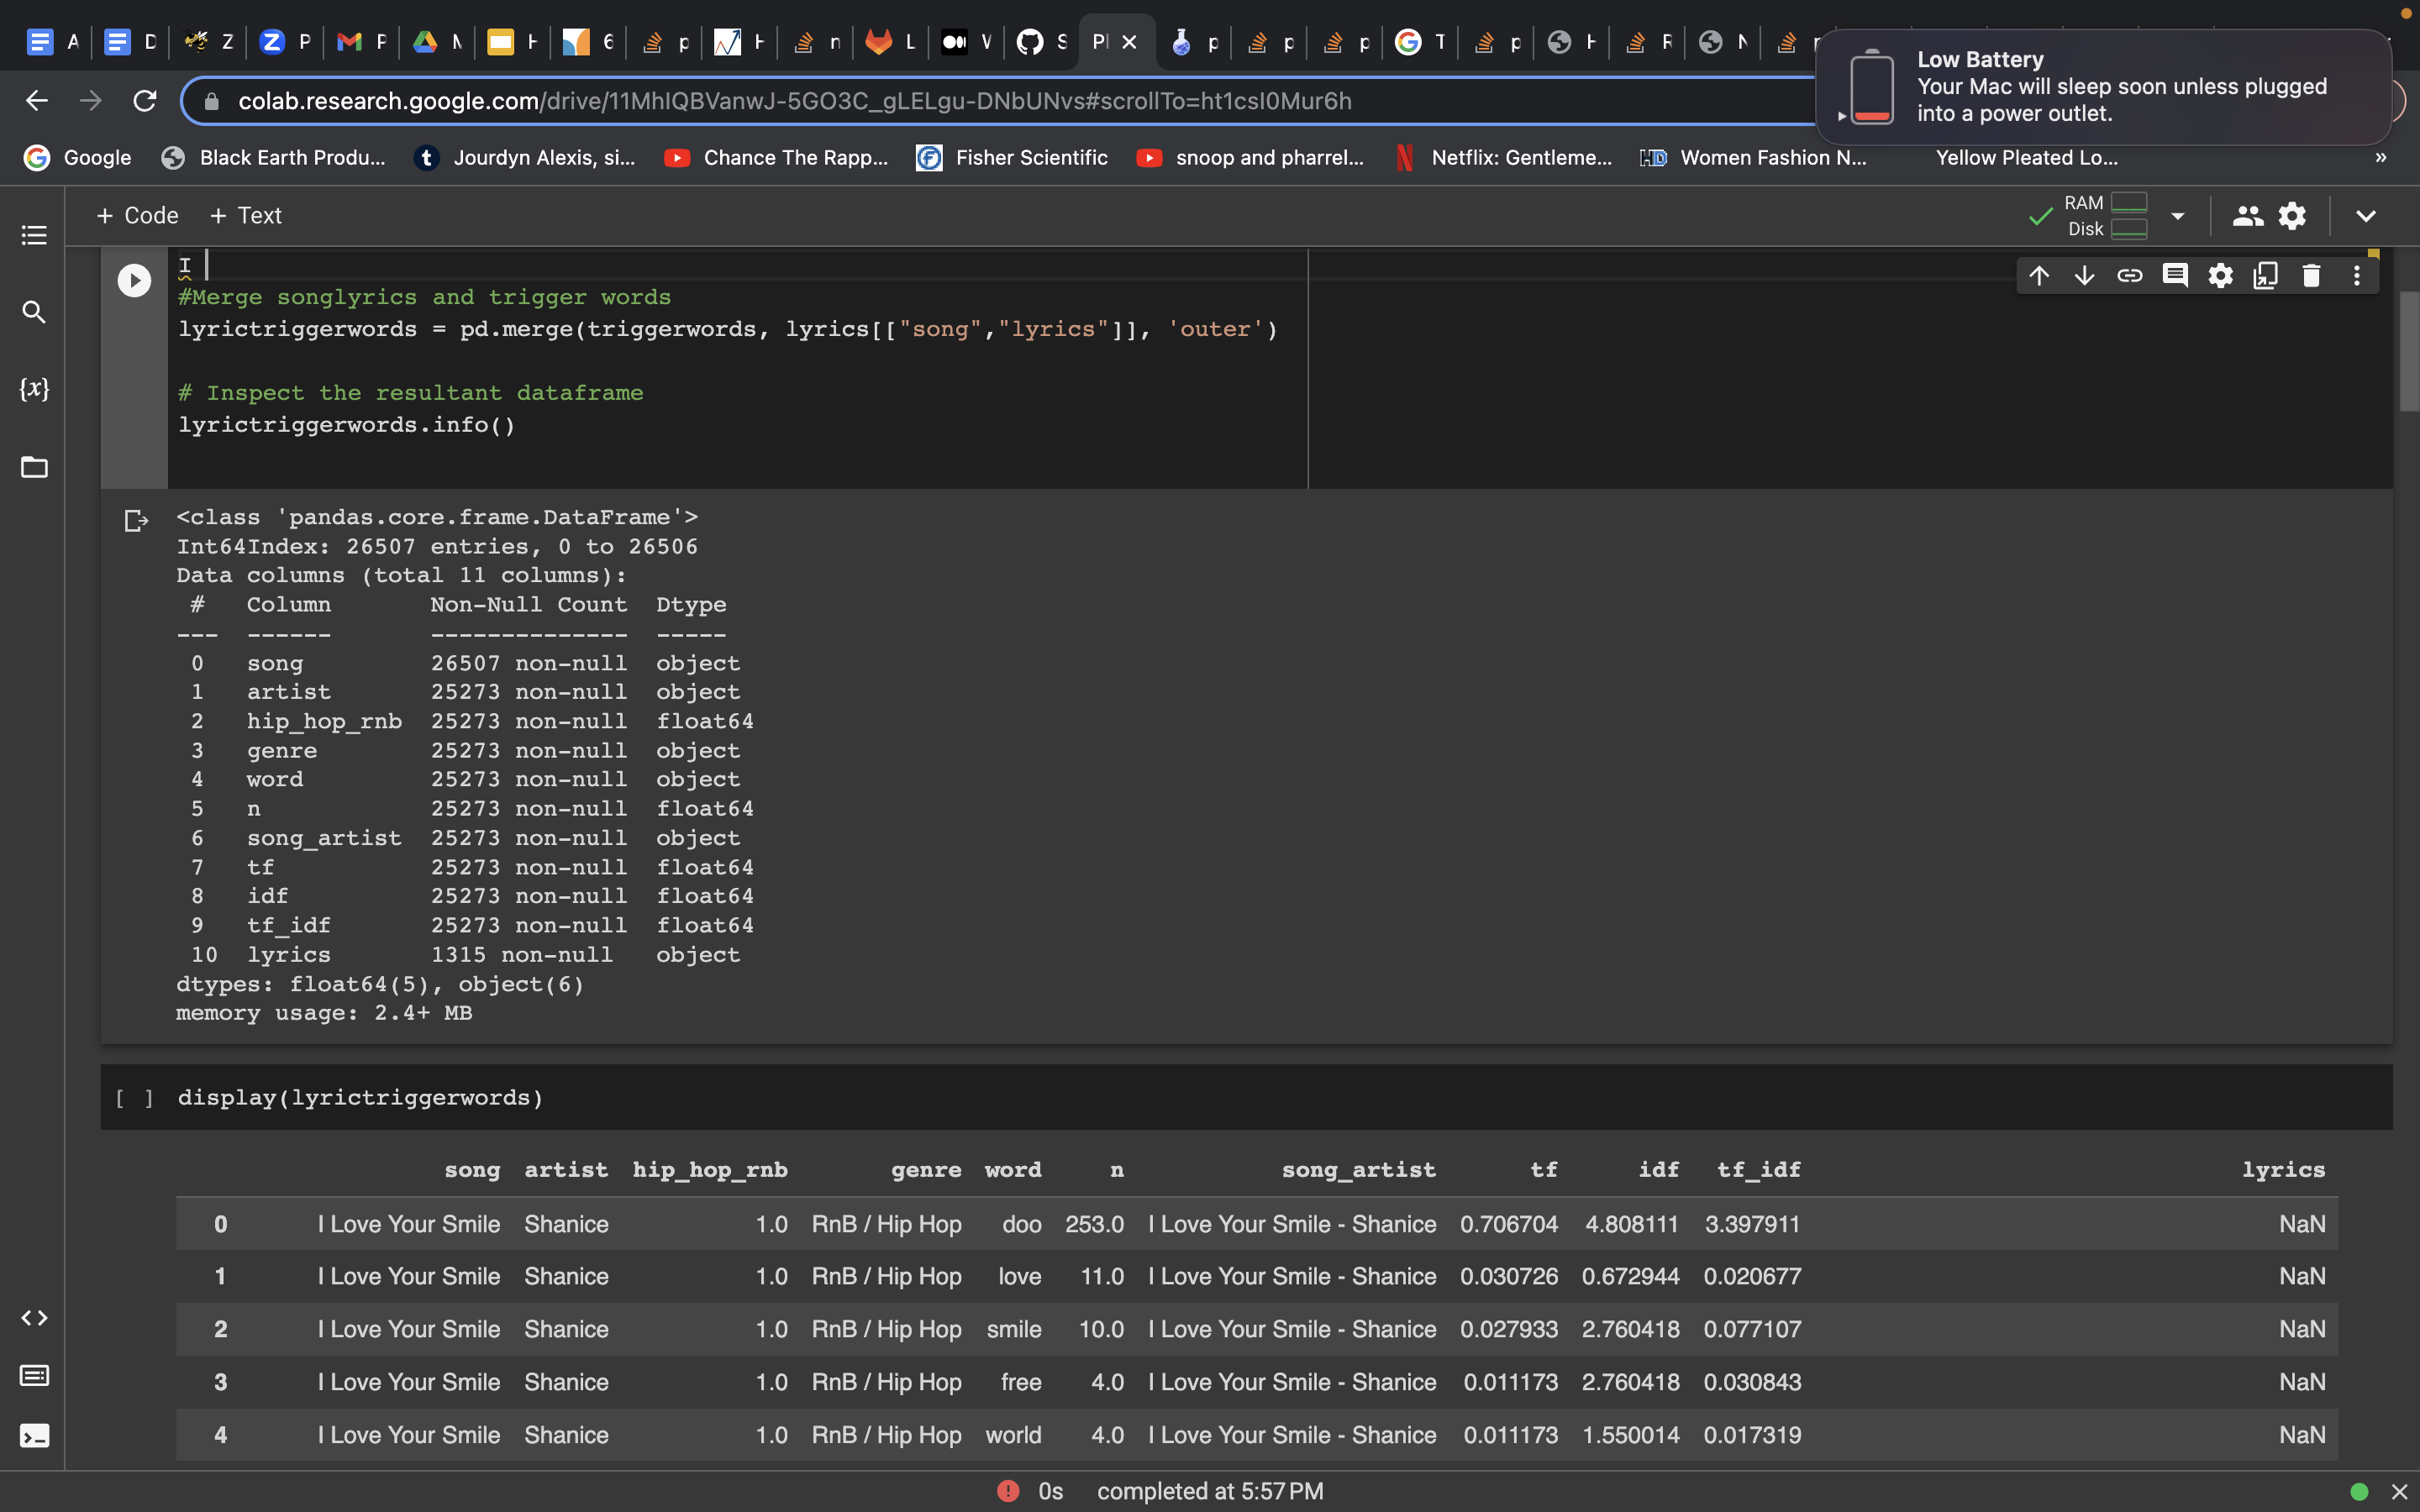 A D Z P P M H 6 p H n L V S Pl p p p T p H R N
Low Battery
Your Mac will sleep soon unless plugged
into a power outlet.
colab.research.google.com/drive/11MhIQBVanwJ-5GO3C_gLELgu-DNbUNvs#scrollTo=ht1csI0Mur6h
Google Black Earth Produ... Jourdyn Alexis, si... Chance The Rapp... Fisher Scientific snoop and pharrel... Netflix: Gentleme... Women Fashion N... Yellow Pleated Lo... »
+ Code + Text RAM
Disk
#Merge songlyrics and trigger words
lyrictriggerwords = pd.merge(triggerwords, lyrics[["song","lyrics"]], 'outer')
# Inspect the resultant dataframe
lyrictriggerwords.info()
<class 'pandas.core.frame.DataFrame'>
Int64Index: 26507 entries, 0 to 26506
Data columns (total 11 columns):
# Column Non-Null Count Dtype
--- ------ -------------- -----
0 song 26507 non-null object
1 artist 25273 non-null object
2 hip_hop_rnb 25273 non-null float64
3 genre 25273 non-null object
4 word 25273 non-null object
5 n 25273 non-null float64
6 song_artist 25273 non-null object
7 tf 25273 non-null float64
8 idf 25273 non-null float64
9 tf_idf 25273 non-null float64
10 lyrics 1315 non-null object
dtypes: float64(5), object(6)
memory usage: 2.4+ MB
[ ] display(lyrictriggerwords)
song artist hip_hop_rnb genre word n song_artist tf idf tf_idf lyrics
0 I Love Your Smile Shanice 1.0 RnB / Hip Hop doo 253.0 I Love Your Smile - Shanice 0.706704 4.808111 3.397911 NaN
1 I Love Your Smile Shanice 1.0 RnB / Hip Hop love 11.0 I Love Your Smile - Shanice 0.030726 0.672944 0.020677 NaN
2 I Love Your Smile Shanice 1.0 RnB / Hip Hop smile 10.0 I Love Your Smile - Shanice 0.027933 2.760418 0.077107 NaN
3 I Love Your Smile Shanice 1.0 RnB / Hip Hop free 4.0 I Love Your Smile - Shanice 0.011173 2.760418 0.030843 NaN
4 I Love Your Smile Shanice 1.0 RnB / Hip Hop world 4.0 I Love Your Smile - Shanice 0.011173 1.550014 0.017319 NaN
0s completed at 5:57 PM